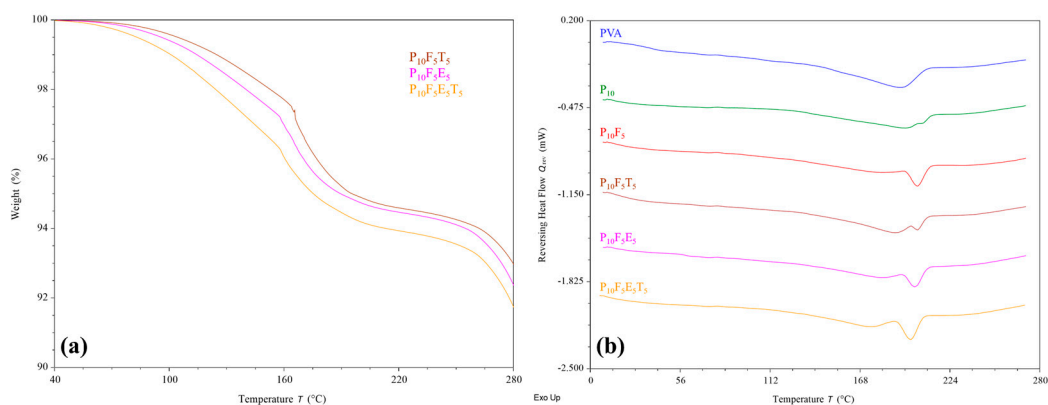 100
98
96
94
92
90
Weight (%)
P₁₀F₅T₅
P₁₀F₅E₅
P₁₀F₅E₅T₅
(a)
40
100
160
220
280
Temperature T (°C)
0.200
-0.475
-1.150
-1.825
-2.500
Reversing Heat Flow Q_rev (mW)
PVA
P₁₀
P₁₀F₅
P₁₀F₅T₅
P₁₀F₅E₅
P₁₀F₅E₅T₅
(b)
Exo Up
0
56
112
168
224
280
Temperature T (°C)